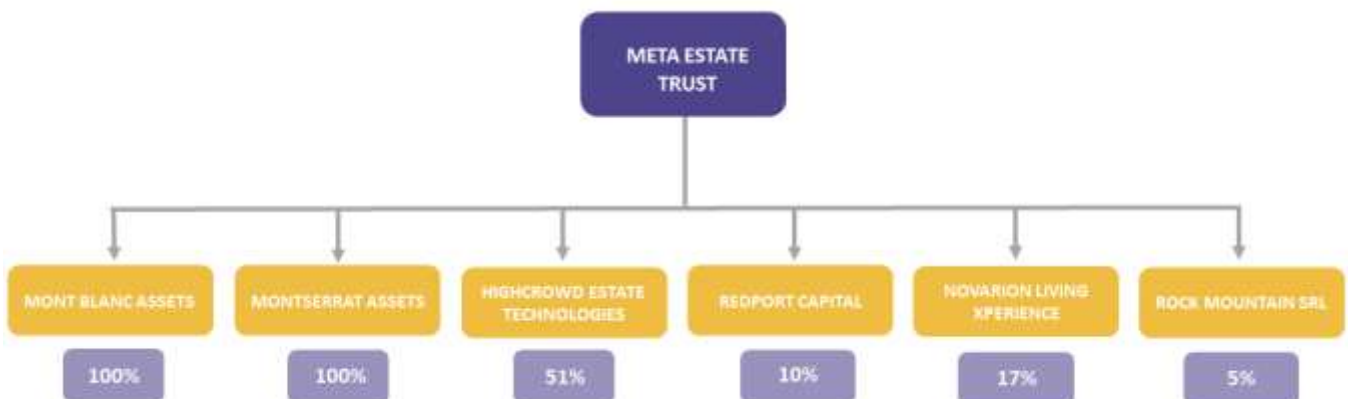 META ESTATE
TRUST
MONT BLANC ASSETS
MONTSERRAT ASSETS
HIGHCROWD ESTATE
TECHNOLOGIES
REDPORT CAPITAL
NOVARION LIVING
XPERIENCE
ROCK MOUNTAIN SRL
100%
100%
51%
10%
17%
5%